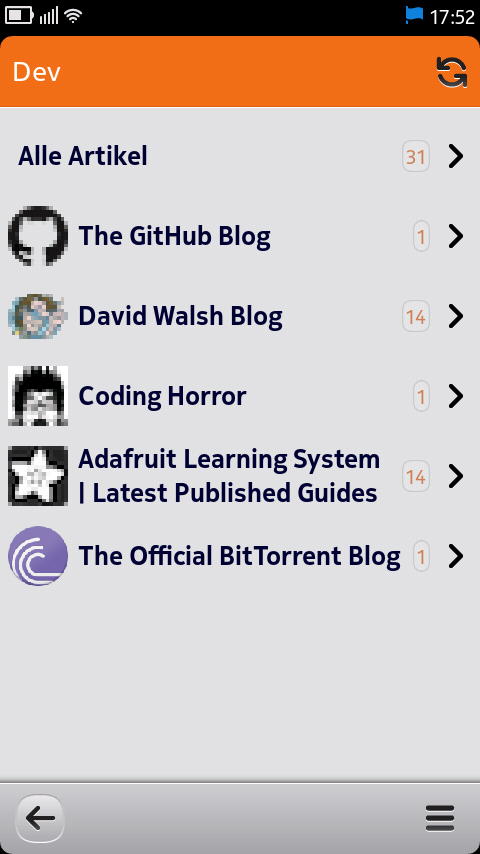 17:52
Dev
Alle Artikel 31
The GitHub Blog 1
David Walsh Blog 14
Coding Horror 1
Adafruit Learning System
| Latest Published Guides 14
The Official BitTorrent Blog 1